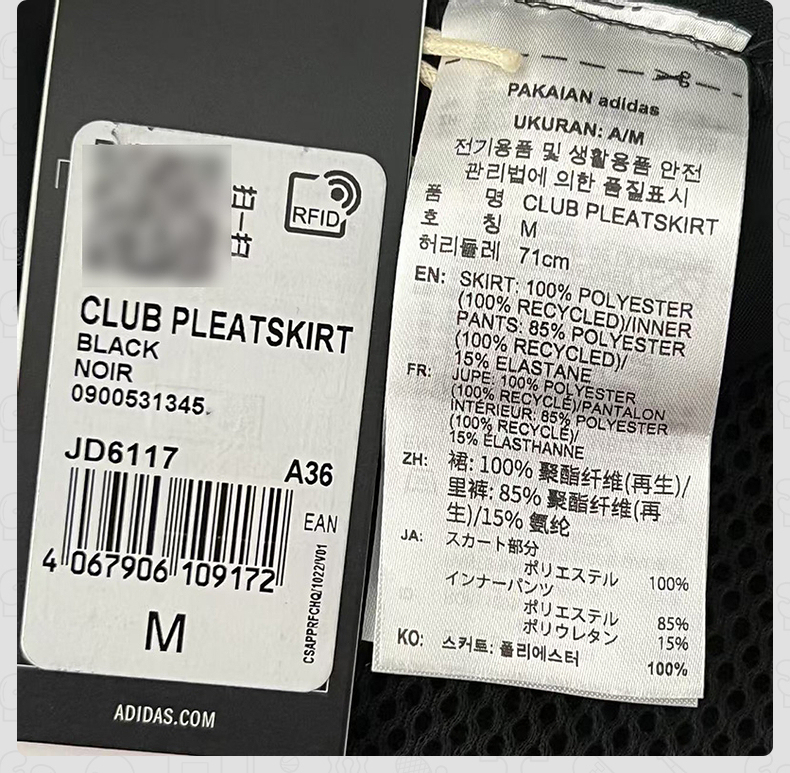 RFID
CLUB PLEATSKIRT
BLACK
NOIR
0900531345
JD6117
A36
EAN
4 067906 109172
CSAPPRFCHQ/1022/V01
M
ADIDAS.COM
PAKAIAN adidas
UKURAN: A/M
전기용품 및 생활용품 안전
관리법에 의한 품질표시
품 명 CLUB PLEATSKIRT
호 칭 M
허리둘레 71cm
EN: SKIRT: 100% POLYESTER
(100% RECYCLED)/INNER
PANTS: 85% POLYESTER
(100% RECYCLED)/
15% ELASTANE
FR: JUPE: 100% POLYESTER
(100% RECYCLÉ)/PANTALON
INTÉRIEUR: 85% POLYESTER
(100% RECYCLÉ)/
15% ÉLASTHANNE
ZH: 裙: 100% 聚酯纤维(再生)/
里裤: 85% 聚酯纤维(再
生)/15% 氨纶
JA: スカート部分
ポリエステル 100%
インナーパンツ
ポリエステル 85%
ポリウレタン 15%
KO: 스커트: 폴리에스터
100%